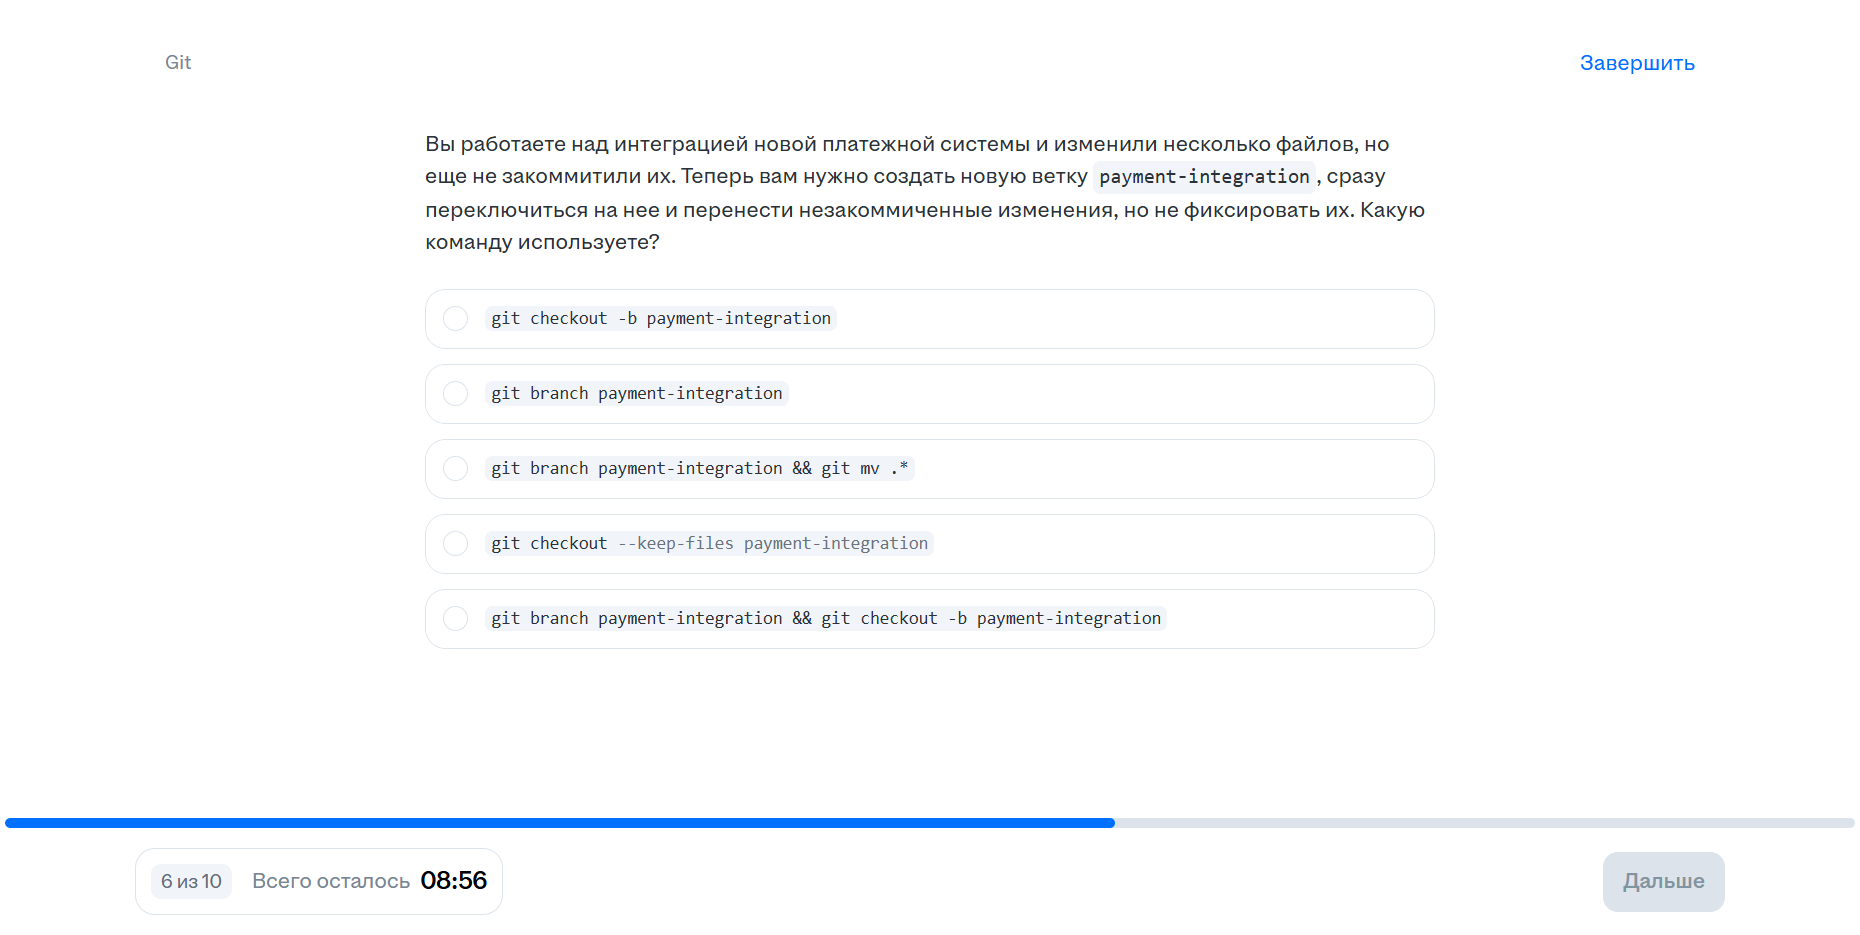 Git
Завершить
Вы работаете над интеграцией новой платежной системы и изменили несколько файлов, но
еще не закоммитили их. Теперь вам нужно создать новую ветку payment-integration, сразу
переключиться на нее и перенести незакоммиченные изменения, но не фиксировать их. Какую
команду используете?
git checkout -b payment-integration
git branch payment-integration
git branch payment-integration && git mv .*
git checkout --keep-files payment-integration
git branch payment-integration && git checkout -b payment-integration
6 из 10 Всего осталось 08:56
Дальше